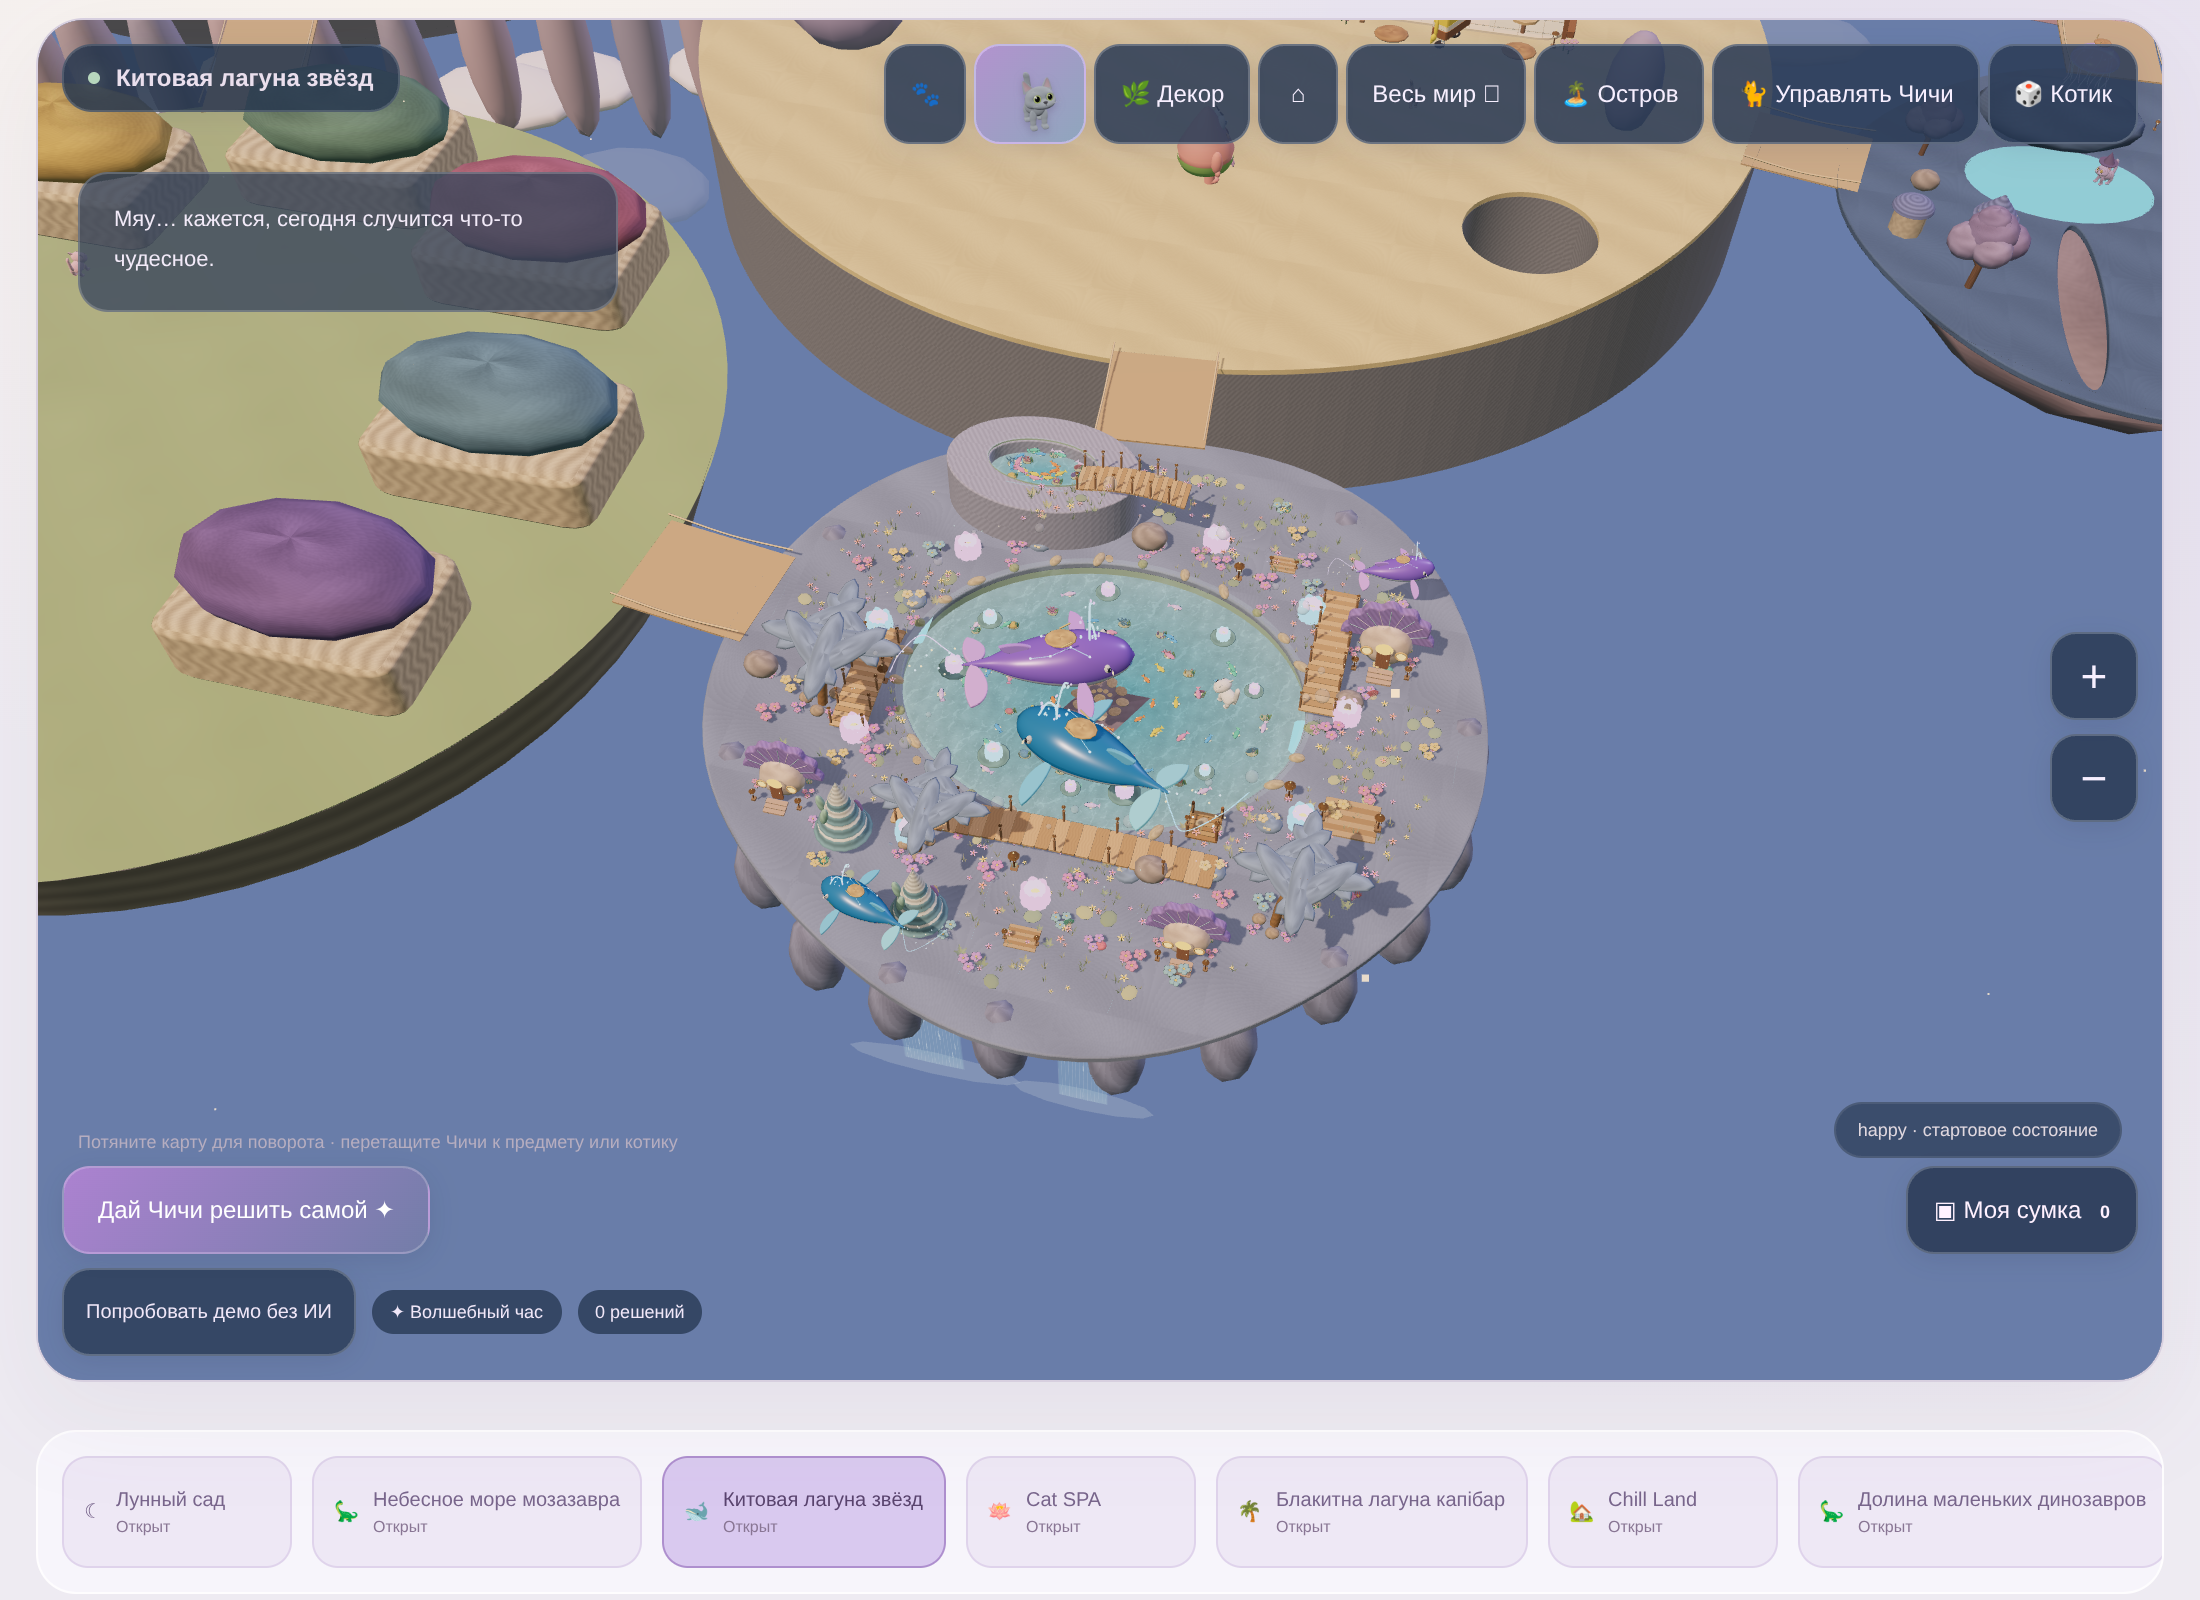 Китовая лагуна звёзд
Декор
⌂
Весь мир
Остров
Управлять Чичи
Котик
Мяу… кажется, сегодня случится что-то
чудесное.
+
−
Потяните карту для поворота · перетащите Чичи к предмету или котику
happy · стартовое состояние
Дай Чичи решить самой ✦
▣ Моя сумка 0
Попробовать демо без ИИ
✦ Волшебный час
0 решений
☾ Лунный сад
Открыт
Небесное море мозазавра
Открыт
Китовая лагуна звёзд
Открыт
Cat SPA
Открыт
Блакитна лагуна капібар
Открыт
Chill Land
Открыт
Долина маленьких динозавров
Открыт